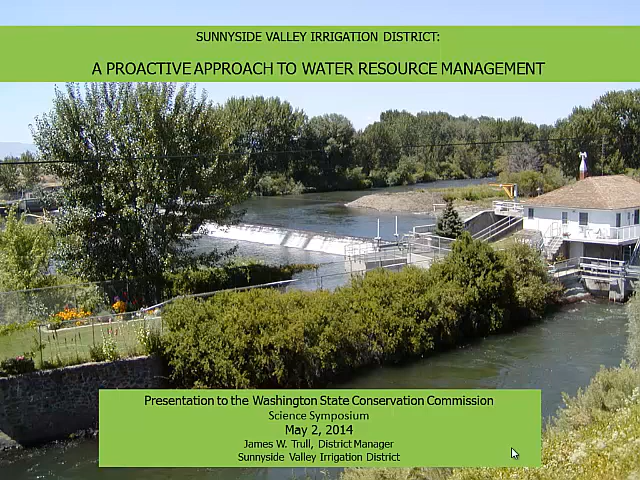 SUNNYSIDE VALLEY IRRIGATION DISTRICT:
A PROACTIVE APPROACH TO WATER RESOURCE MANAGEMENT
Presentation to the Washington State Conservation Commission
Science Symposium
May 2, 2014
James W. Trull, District Manager
Sunnyside Valley Irrigation District